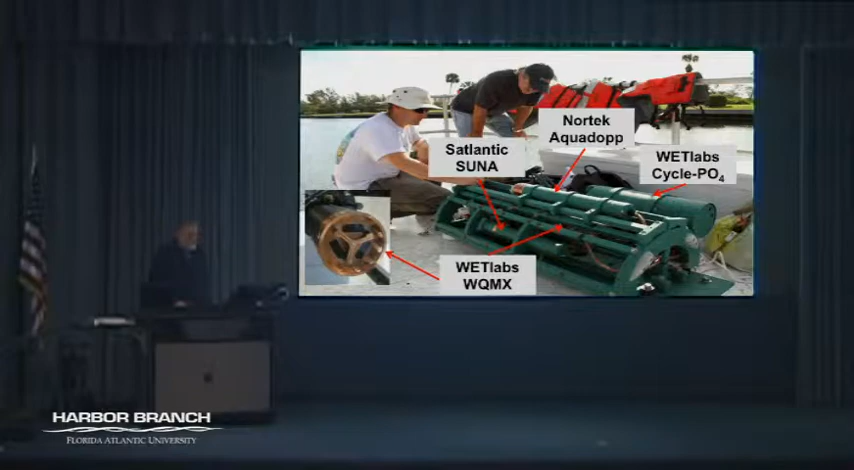 Nortek
Aquadopp
Satlantic
SUNA
WETlabs
Cycle-PO₄
WETlabs
WQMX
HARBOR BRANCH
FLORIDA ATLANTIC UNIVERSITY